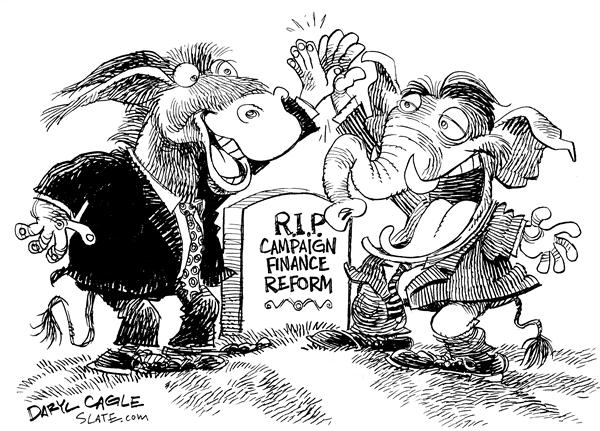 R.I.P.
CAMPAIGN
FINANCE
REFORM
DARYL CAGLE
SLATE.com